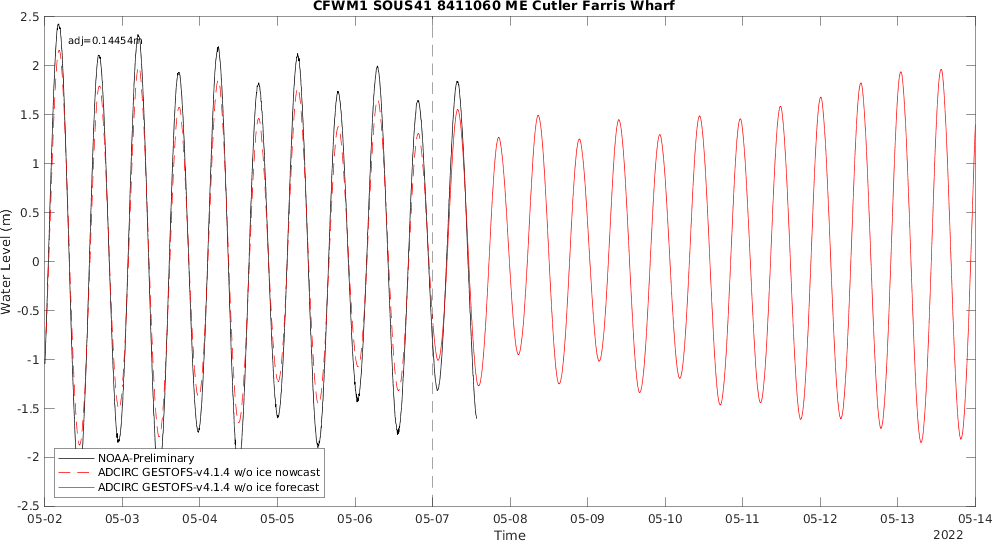 CFWM1 SOUS41 8411060 ME Cutler Farris Wharf
adj=0.14454m
Water Level (m)
2.5
2
1.5
1
0.5
0
-0.5
-1
-1.5
-2
-2.5
NOAA-Preliminary
ADCIRC GESTOFS-v4.1.4 w/o ice nowcast
ADCIRC GESTOFS-v4.1.4 w/o ice forecast
05-02 05-03 05-04 05-05 05-06 05-07 05-08 05-09 05-10 05-11 05-12 05-13 05-14
Time
2022